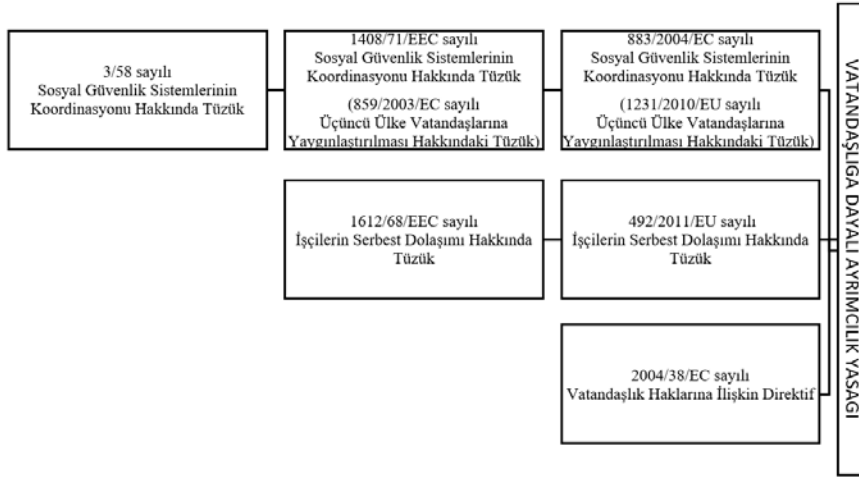 3/58 sayılı
Sosyal Güvenlik Sistemlerinin
Koordinasyonu Hakkında Tüzük
1408/71/EEC sayılı
Sosyal Güvenlik Sistemlerinin
Koordinasyonu Hakkında Tüzük
(859/2003/EC sayılı
Üçüncü Ülke Vatandaşlarına
Yaygınlaştırılması Hakkındaki Tüzük)
883/2004/EC sayılı
Sosyal Güvenlik Sistemlerinin
Koordinasyonu Hakkında Tüzük
(1231/2010/EU sayılı
Üçüncü Ülke Vatandaşlarına
Yaygınlaştırılması Hakkındaki Tüzük)
1612/68/EEC sayılı
İşçilerin Serbest Dolaşımı Hakkında
Tüzük
492/2011/EU sayılı
İşçilerin Serbest Dolaşımı Hakkında
Tüzük
2004/38/EC sayılı
Vatandaşlık Haklarına İlişkin Direktif
VATANDAŞLIĞA DAYALI AYRIMCILIK YASAĞI